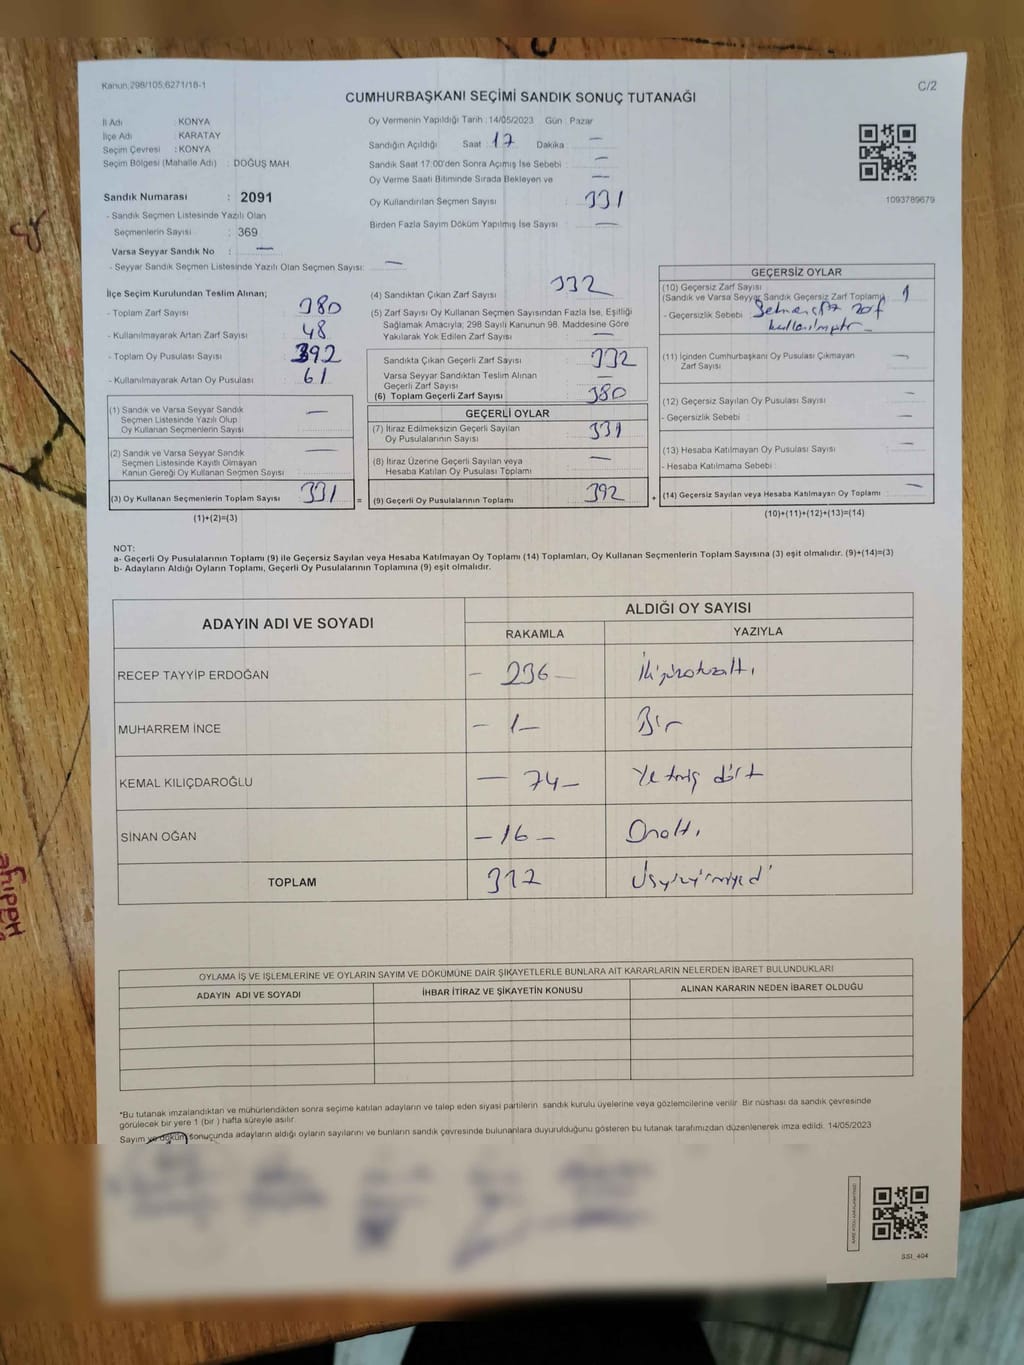 Kanun,298/105;6271/18-1
C/2
CUMHURBAŞKANI SEÇİMİ SANDIK SONUÇ TUTANAĞI
İl Adı : KONYA
İlçe Adı : KARATAY
Seçim Çevresi : KONYA
Seçim Bölgesi (Mahalle Adı) : DOĞUŞ MAH.
Sandık Numarası : 2091
- Sandık Seçmen Listesinde Yazılı Olan
Seçmenlerin Sayısı : 369
Varsa Seyyar Sandık No : —
- Seyyar Sandık Seçmen Listesinde Yazılı Olan Seçmen Sayısı: —
Oy Vermenin Yapıldığı Tarih :14/05/2023 Gün : Pazar
Sandığın Açıldığı Saat : 17 Dakika —
Sandık Saat 17:00'den Sonra Açımış İse Sebebi : —
Oy Verme Saati Bitiminde Sırada Bekleyen ve —
Oy Kullandırılan Seçmen Sayısı : 331
Birden Fazla Sayım Döküm Yapılmış İse Sayısı : —
1093789679
İlçe Seçim Kurulundan Teslim Alınan;
- Toplam Zarf Sayısı : 380
- Kullanılmayarak Artan Zarf Sayısı : 48
- Toplam Oy Pusulası Sayısı : 392
- Kullanılmayarak Artan Oy Pusulası : 61
(1) Sandık ve Varsa Seyyar Sandık
Seçmen Listesinde Yazılı Olup
Oy Kullanan Seçmenlerin Sayısı : —
(2) Sandık ve Varsa Seyyar Sandık
Seçmen Listesinde Kayıtlı Olmayan
Kanun Gereği Oy Kullanan Seçmen Sayısı : —
(3) Oy Kullanan Seçmenlerin Toplam Sayısı : 331 =
(1)+(2)=(3)
(4) Sandıktan Çıkan Zarf Sayısı : 332
(5) Zarf Sayısı Oy Kullanan Seçmen Sayısından Fazla İse, Eşitliği
Sağlamak Amacıyla; 298 Sayılı Kanunun 98. Maddesine Göre
Yakılarak Yok Edilen Zarf Sayısı : —
Sandıkta Çıkan Geçerli Zarf Sayısı : 332
Varsa Seyyar Sandıktan Teslim Alınan
Geçerli Zarf Sayısı : —
(6) Toplam Geçerli Zarf Sayısı : 380
GEÇERLİ OYLAR
(7) İtiraz Edilmeksizin Geçerli Sayılan
Oy Pusulalarının Sayısı : 331
(8) İtiraz Üzerine Geçerli Sayılan veya
Hesaba Katılan Oy Pusulası Toplamı : —
(9) Geçerli Oy Pusulalarının Toplamı : 392 +
GEÇERSİZ OYLAR
(10) Geçersiz Zarf Sayısı
(Sandık ve Varsa Seyyar Sandık Geçersiz Zarf Toplamı) : 1
- Geçersizlik Sebebi :
(11) İçinden Cumhurbaşkanı Oy Pusulası Çıkmayan
Zarf Sayısı : —
(12) Geçersiz Sayılan Oy Pusulası Sayısı : —
- Geçersizlik Sebebi : —
(13) Hesaba Katılmayan Oy Pusulası Sayısı : —
- Hesaba Katılmama Sebebi :
(14) Geçersiz Sayılan veya Hesaba Katılmayan Oy Toplamı : —
(10)+(11)+(12)+(13)=(14)
NOT:
a- Geçerli Oy Pusulalarının Toplamı (9) ile Geçersiz Sayılan veya Hesaba Katılmayan Oy Toplamı (14) Toplamları, Oy Kullanan Seçmenlerin Toplam Sayısına (3) eşit olmalıdır. (9)+(14)=(3)
b- Adayların Aldığı Oyların Toplamı, Geçerli Oy Pusulalarının Toplamına (9) eşit olmalıdır.
ADAYIN ADI VE SOYADI
ALDIĞI OY SAYISI
RAKAMLA YAZIYLA
RECEP TAYYİP ERDOĞAN - 236 -
MUHARREM İNCE - 1 - Bir
KEMAL KILIÇDAROĞLU - 74 - Yetmiş dört
SİNAN OĞAN - 16 - Onaltı
TOPLAM
OYLAMA İŞ VE İŞLEMLERİNE VE OYLARIN SAYIM VE DÖKÜMÜNE DAİR ŞİKAYETLERLE BUNLARA AİT KARARLARIN NELERDEN İBARET BULUNDUKLARI
ADAYIN ADI VE SOYADI İHBAR İTİRAZ VE ŞİKAYETİN KONUSU ALINAN KARARIN NEDEN İBARET OLDUĞU
*Bu tutanak imzalandıktan ve mühürlendikten sonra seçime katılan adayların ve talep eden siyasi partilerin sandık kurulu üyelerine veya gözlemcilerine verilir. Bir nüshası da sandık çevresinde
görülecek bir yere 1 (bir ) hafta süreyle asılır.
Sayım ve döküm sonuçunda adayların aldığı oyların sayılarını ve bunların sandık çevresinde bulunanlara duyurulduğunu gösteren bu tutanak tarafımızdan düzenlenerek imza edildi. 14/05/2023
SSI_404